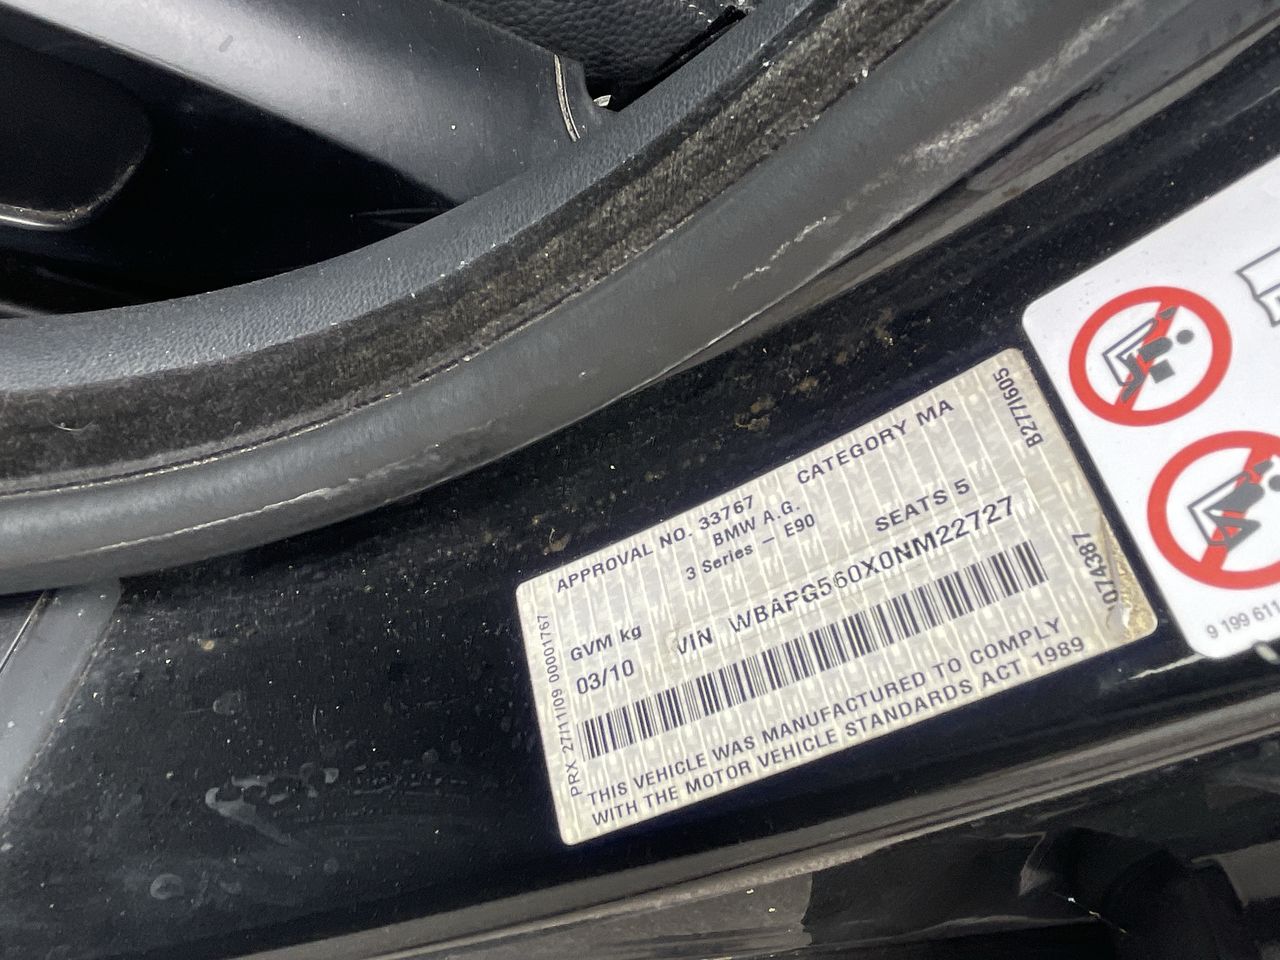 APPROVAL NO. 33767 CATEGORY MA
BMW A.G.
3 Series – E90 SEATS 5
GVM kg
03/10 VIN WBAPG560X0NM22727
THIS VEHICLE WAS MANUFACTURED TO COMPLY
WITH THE MOTOR VEHICLE STANDARDS ACT 1989
PRX 27/11/09 00001767
B2771605
0774387
9 199 611